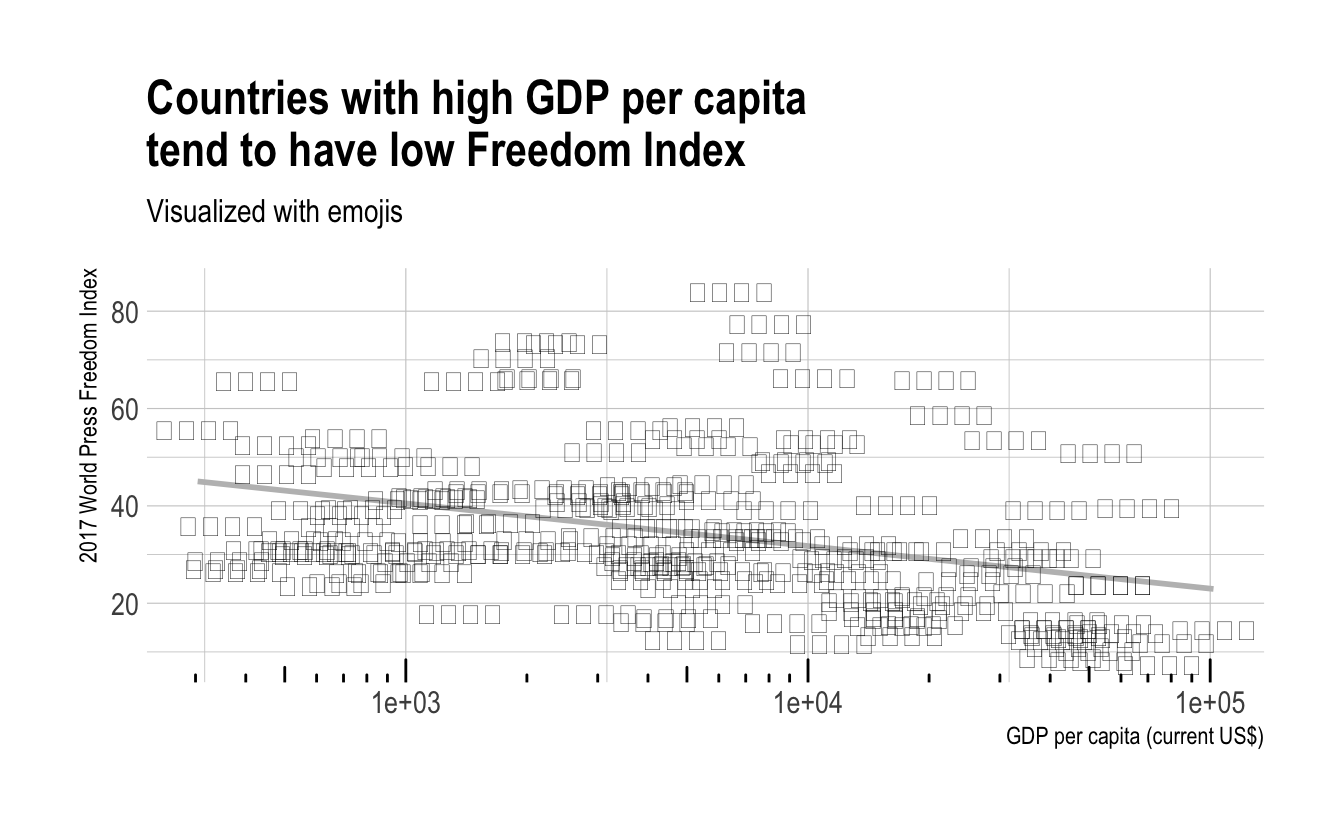 Countries with high GDP per capita
tend to have low Freedom Index
Visualized with emojis
2017 World Press Freedom Index
80
60
40
20
1e+03
1e+04
1e+05
GDP per capita (current US$)